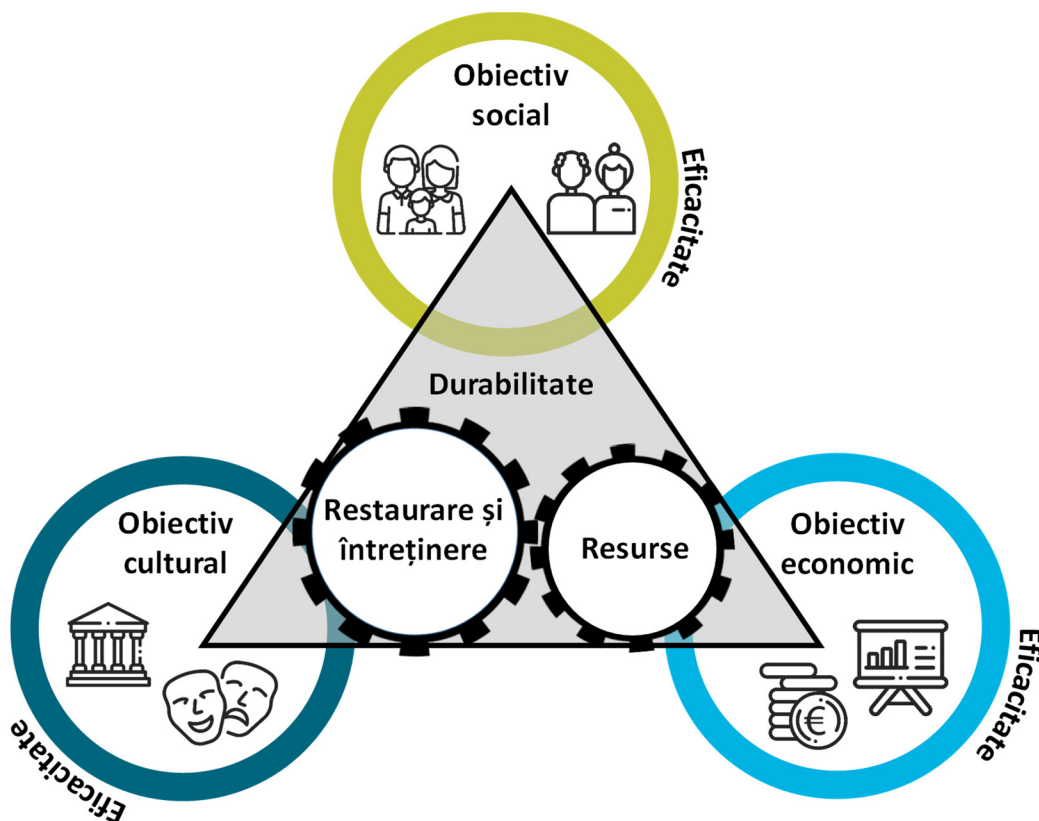 Obiectiv
social
Eficacitate
Durabilitate
Restaurare și
întreținere
Resurse
Obiectiv
cultural
Eficacitate
Obiectiv
economic
€
Eficacitate